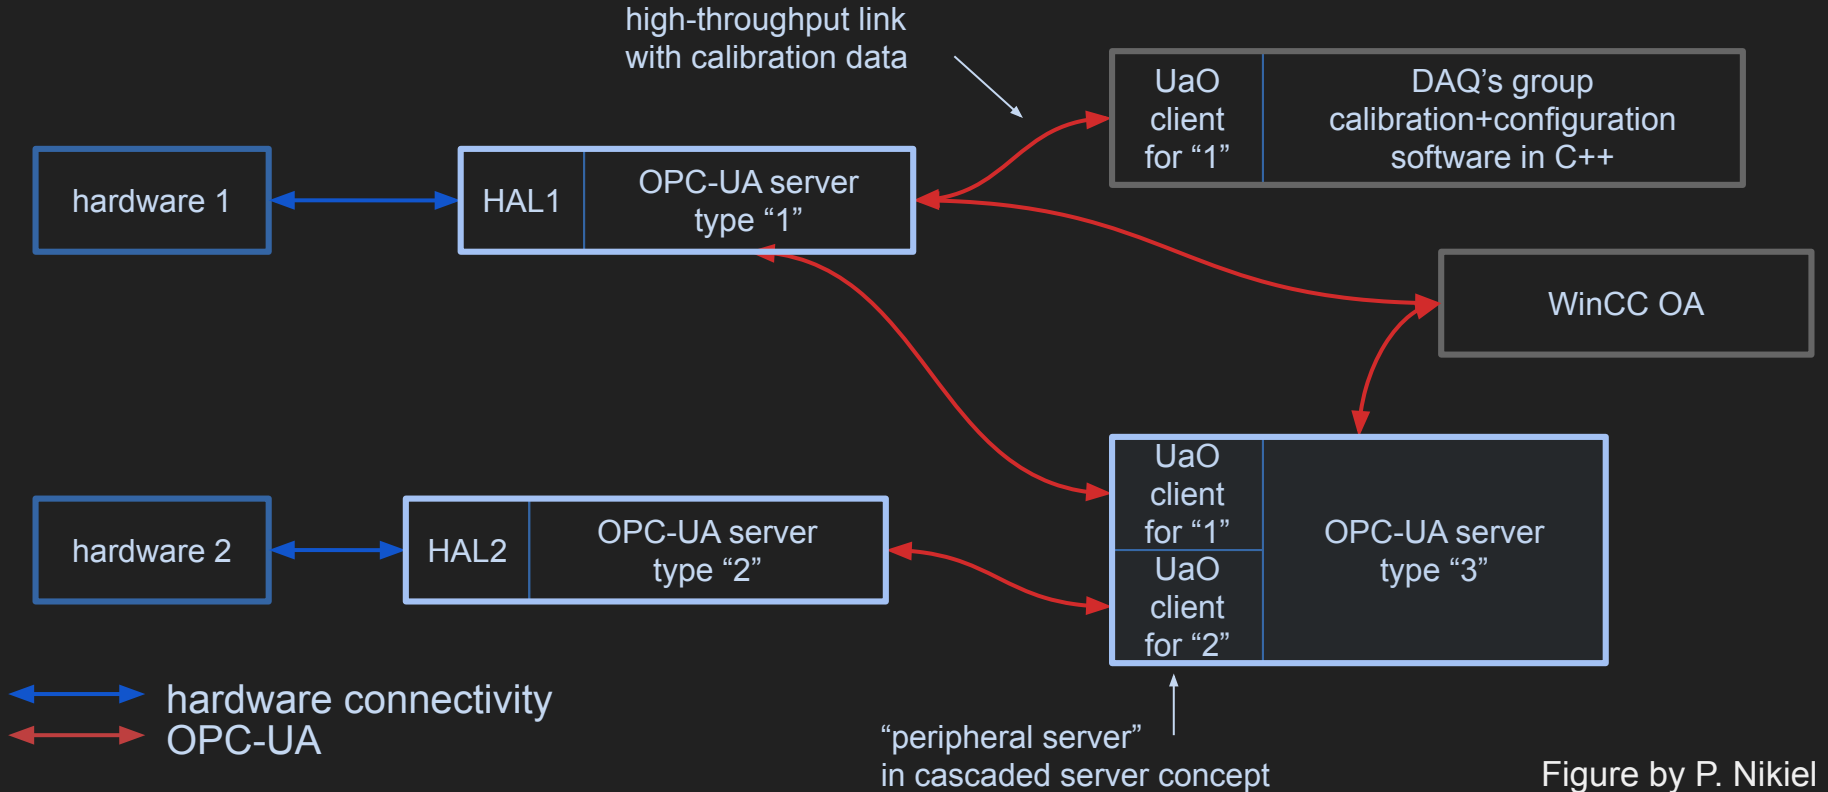 high-throughput link
with calibration data
UaO
client
for “1”
DAQ’s group
calibration+configuration
software in C++
hardware 1
HAL1
OPC-UA server
type “1”
WinCC OA
hardware 2
HAL2
OPC-UA server
type “2”
UaO
client
for “1”
UaO
client
for “2”
OPC-UA server
type “3”
hardware connectivity
OPC-UA
“peripheral server”
in cascaded server concept
Figure by P. Nikiel